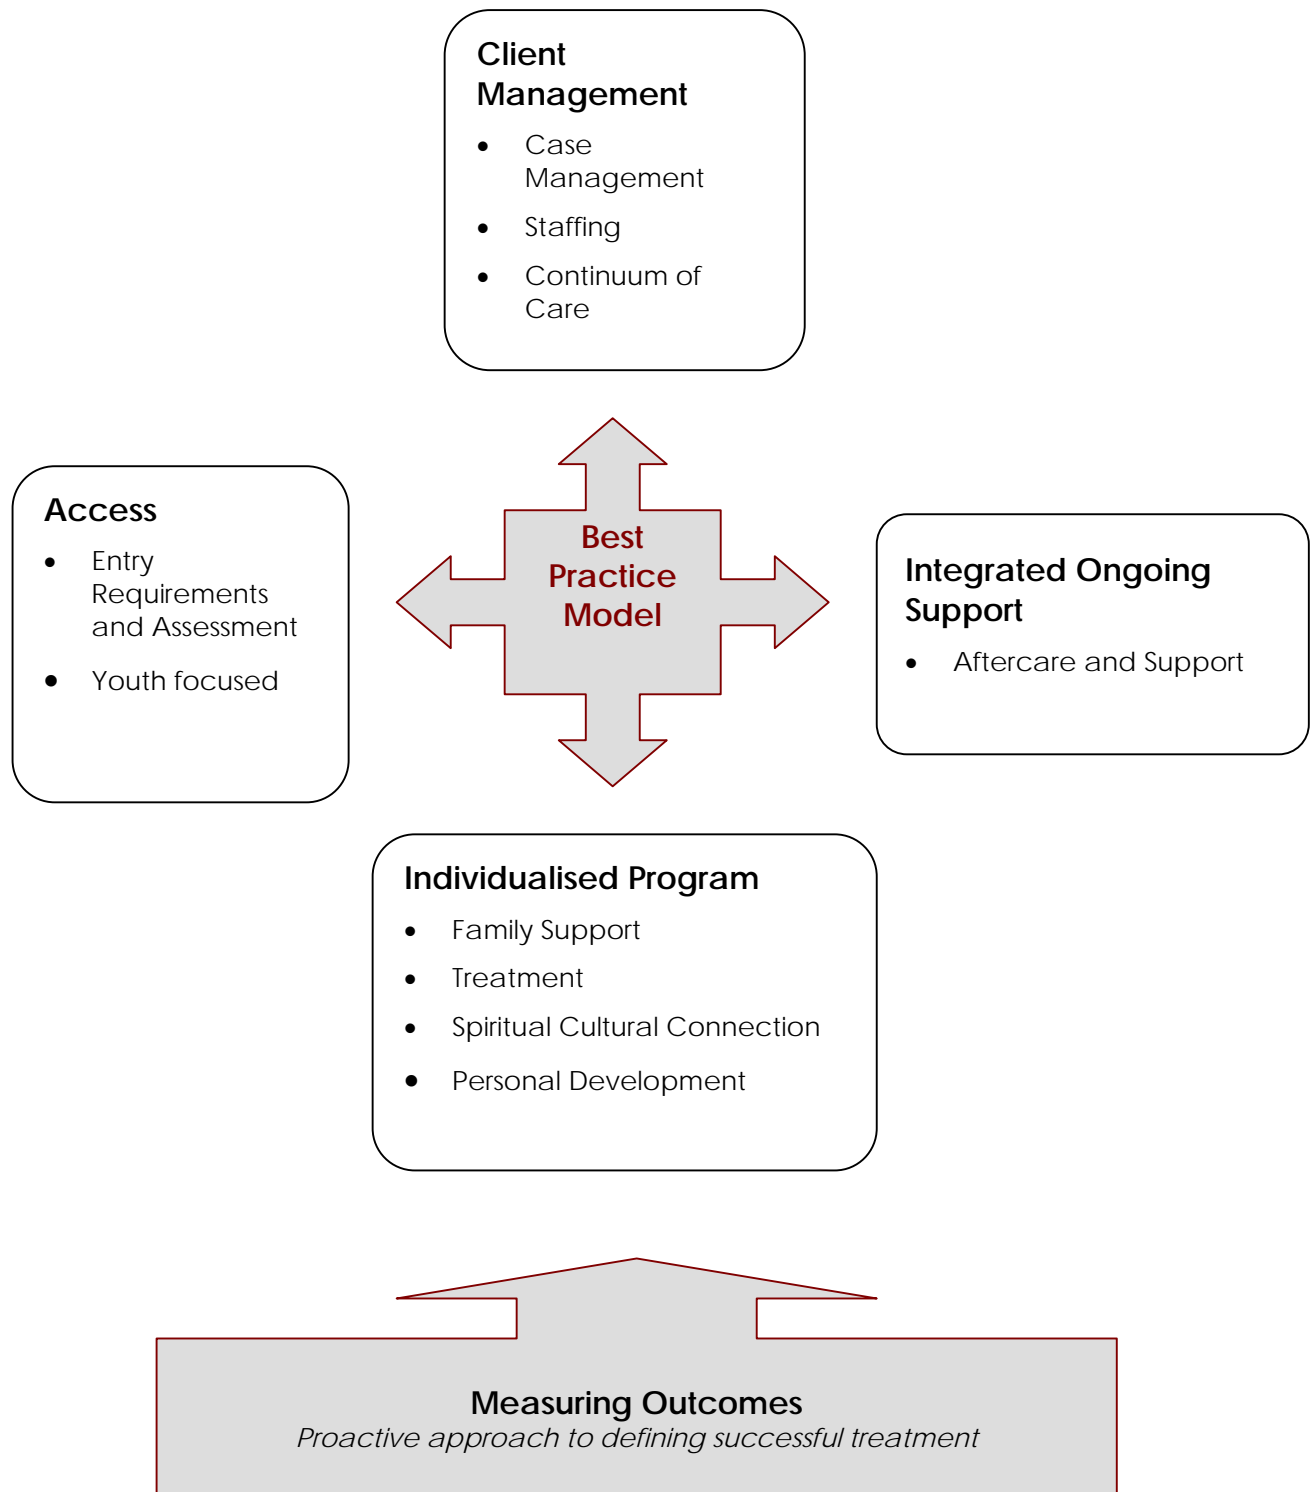 Client
Management
• Case
Management
• Staffing
• Continuum of
Care
Access
• Entry
Requirements
and Assessment
• Youth focused
Best
Practice
Model
Integrated Ongoing
Support
• Aftercare and Support
Individualised Program
• Family Support
• Treatment
• Spiritual Cultural Connection
• Personal Development
Measuring Outcomes
Proactive approach to defining successful treatment